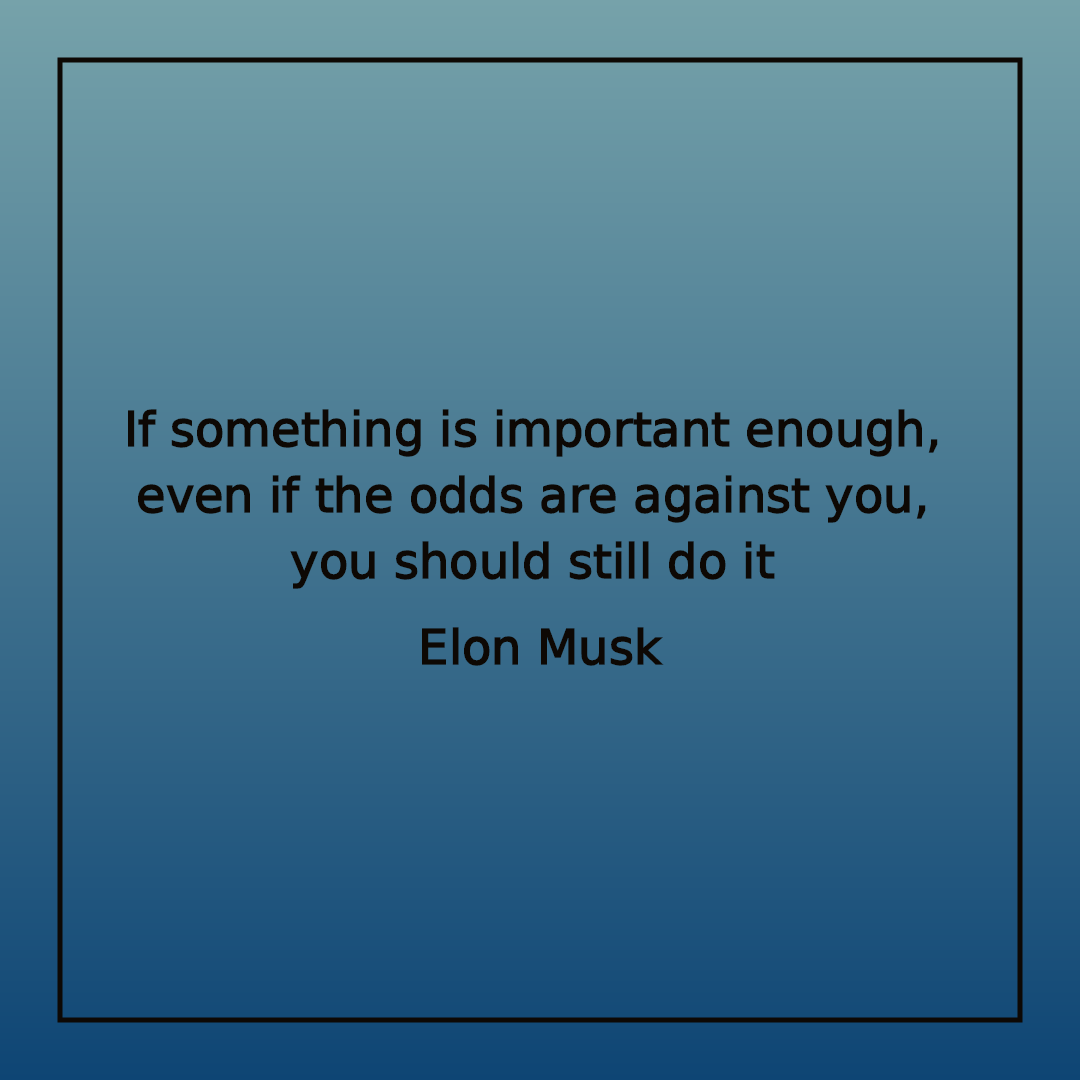 If something is important enough,
even if the odds are against you,
you should still do it
Elon Musk